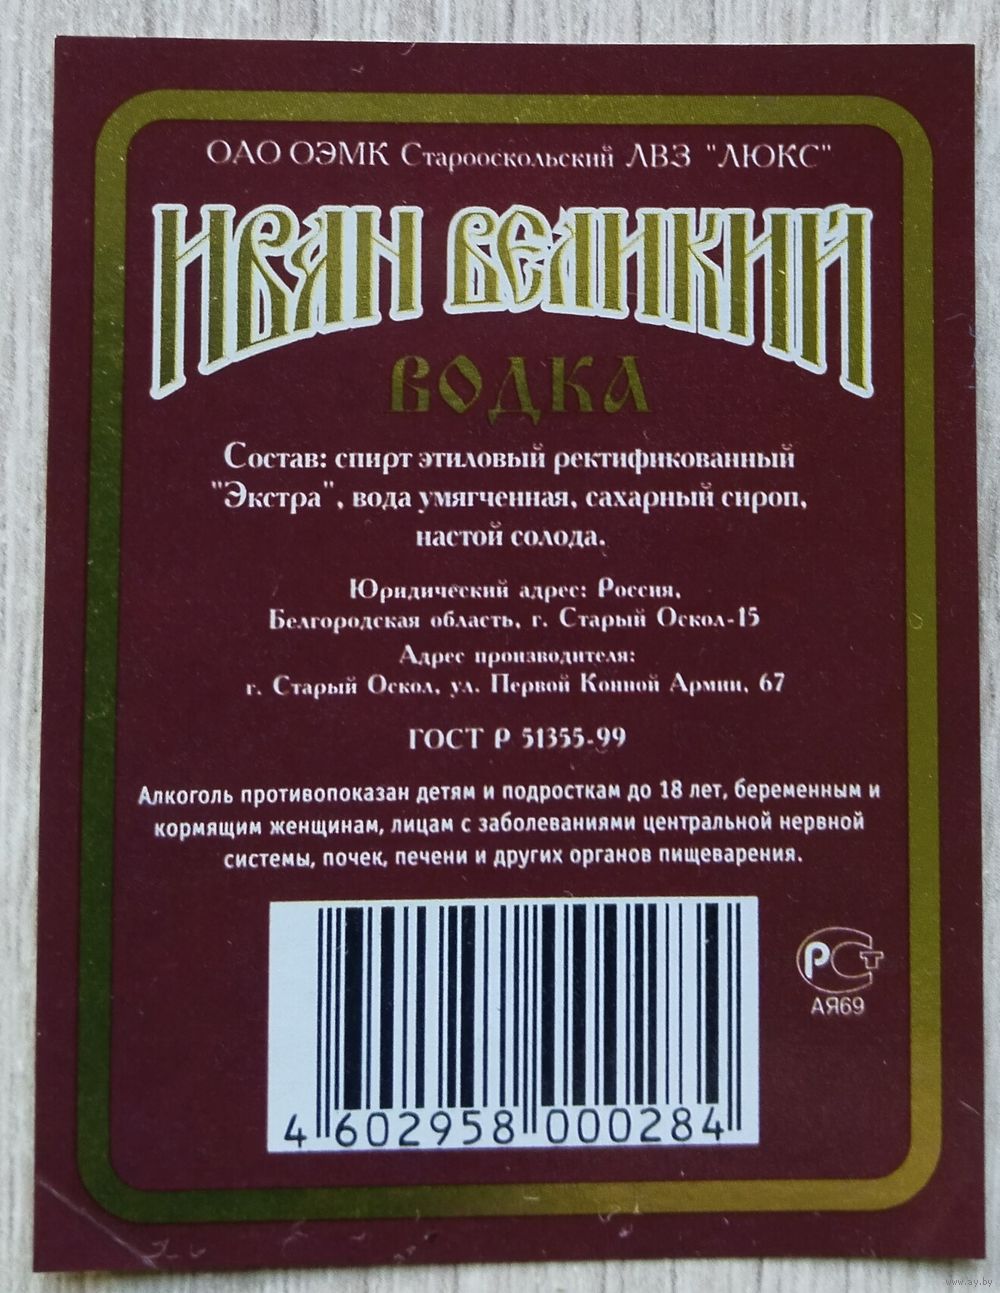 ОАО ОЭМК Старооскольский ЛВЗ "ЛЮКС"
ИВАН ВЕЛИКИЙ
ВОДКА
Состав: спирт этиловый ректификованный
"Экстра", вода умягченная, сахарный сироп,
настой солода.
Юридический адрес: Россия,
Белгородская область, г. Старый Оскол-15
Адрес производителя:
г. Старый Оскол, ул. Первой Конной Армии, 67
ГОСТ Р 51355-99
Алкоголь противопоказан детям и подросткам до 18 лет, беременным и
кормящим женщинам, лицам с заболеваниями центральной нервной
системы, почек, печени и других органов пищеварения.
РСТ
АЯ69
4 602958 000284
www.ay.by